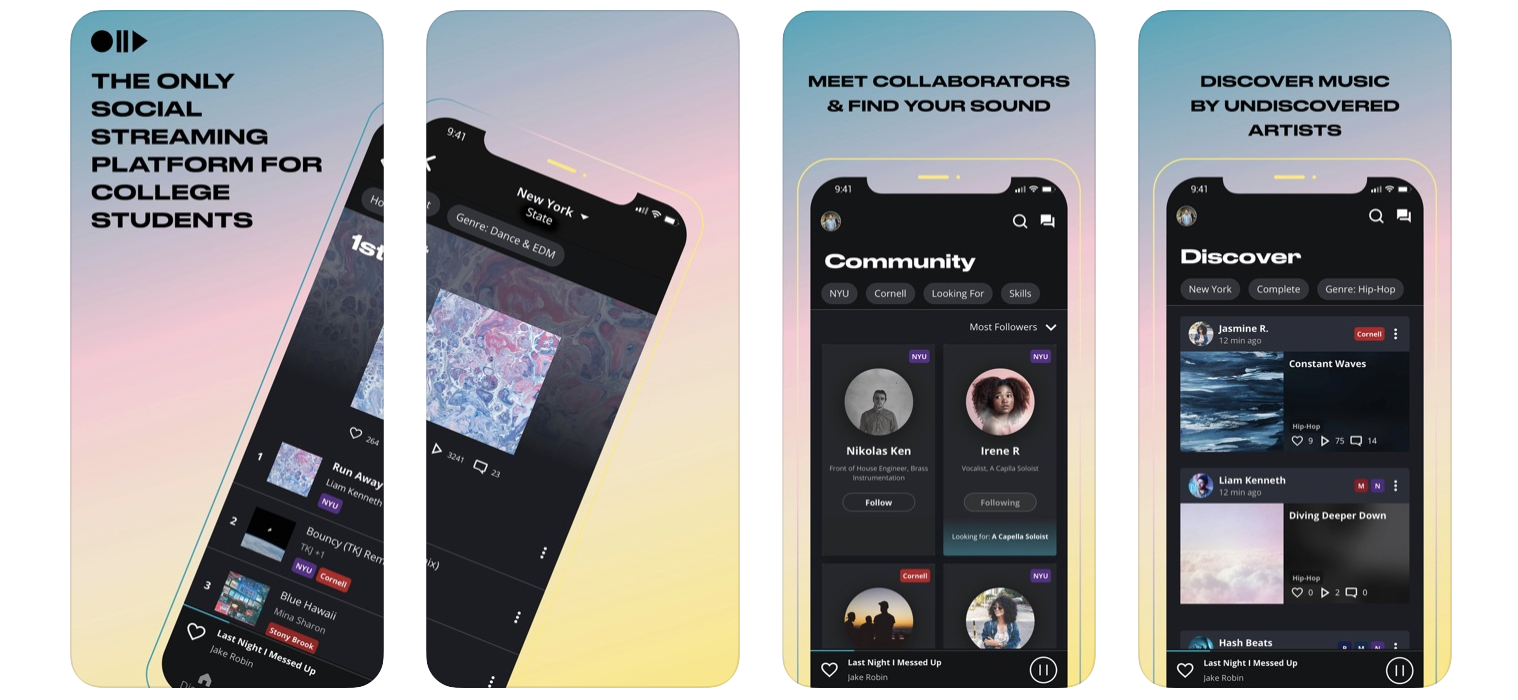 THE ONLY
SOCIAL
STREAMING
PLATFORM FOR
COLLEGE
STUDENTS
1st
264
1
Run Away
Liam Kenneth
NYU
2
Bouncy (TKJ Rem
TKJ +1
NYU
Cornell
3
Blue Hawaii
Mina Sharon
Stony Brook
Last Night I Messed Up
Jake Robin
9:41
New York
State
Genre: Dance & EDM
3241
23
ix)
MEET COLLABORATORS
& FIND YOUR SOUND
9:41
Community
NYU
Cornell
Looking For
Skills
Most Followers
NYU
Nikolas Ken
Front of House Engineer, Brass
Instrumentation
Follow
NYU
Irene R
Vocalist, A Caplla Soloist
Following
Looking for: A Capella Soloist
Cornell
NYU
Last Night I Messed Up
Jake Robin
DISCOVER MUSIC
BY UNDISCOVERED
ARTISTS
9:41
Discover
New York
Complete
Genre: Hip-Hop
Jasmine R.
12 min ago
Cornell
Constant Waves
Hip-Hop
9
75
14
Liam Kenneth
12 min ago
M
N
Diving Deeper Down
Hip-Hop
0
2
0
Hash Beats
Last Night I Messed Up
Jake Robin